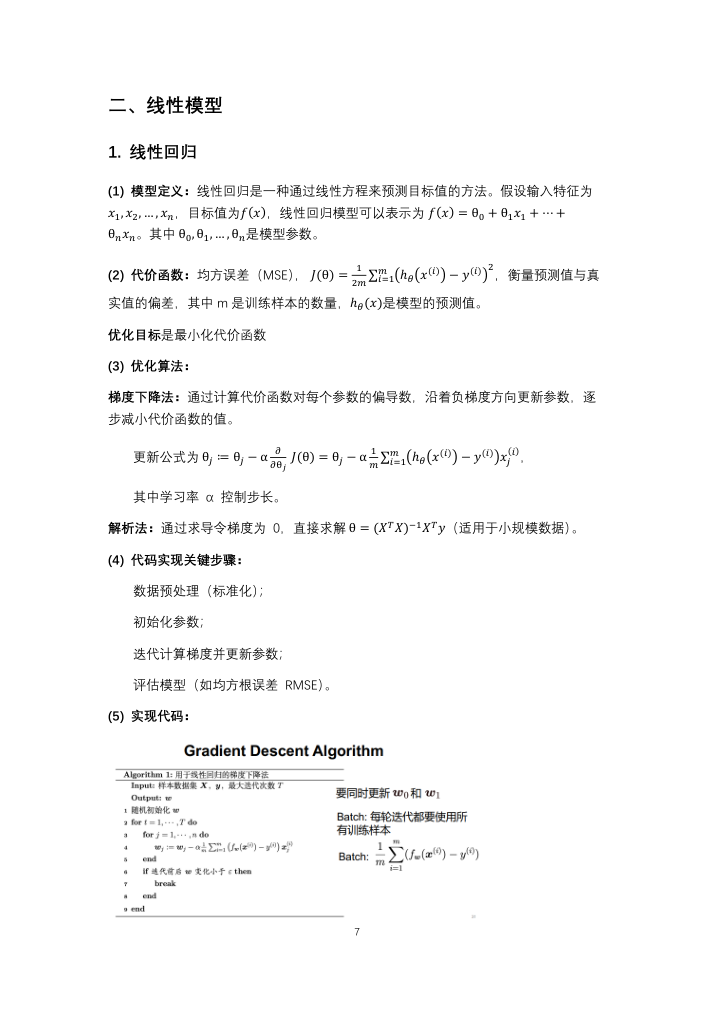 二、线性模型
1. 线性回归
(1) 模型定义：线性回归是一种通过线性方程来预测目标值的方法。假设输入特征为
𝑥₁, 𝑥₂, … , 𝑥ₙ，目标值为𝑓(𝑥)，线性回归模型可以表示为 𝑓(𝑥) = θ₀ + θ₁𝑥₁ + ⋯ +
θₙ𝑥ₙ。其中 θ₀, θ₁, … , θₙ是模型参数。
(2) 代价函数：均方误差（MSE）， 𝐽(θ) = 1/2𝑚 ∑ᵢ₌₁ᵐ(ℎ_θ(𝑥⁽ⁱ⁾) − 𝑦⁽ⁱ⁾)²，衡量预测值与真
实值的偏差，其中 m 是训练样本的数量，ℎ_θ(𝑥)是模型的预测值。
优化目标是最小化代价函数
(3) 优化算法：
梯度下降法：通过计算代价函数对每个参数的偏导数，沿着负梯度方向更新参数，逐
步减小代价函数的值。
更新公式为 θⱼ ≔ θⱼ − α ∂/∂θⱼ 𝐽(θ) = θⱼ − α 1/𝑚 ∑ᵢ₌₁ᵐ(ℎ_θ(𝑥⁽ⁱ⁾) − 𝑦⁽ⁱ⁾)𝑥ⱼ⁽ⁱ⁾，
其中学习率 α 控制步长。
解析法：通过求导令梯度为 0，直接求解 θ = (𝑋ᵀ𝑋)⁻¹𝑋ᵀ𝑦（适用于小规模数据）。
(4) 代码实现关键步骤：
数据预处理（标准化）；
初始化参数；
迭代计算梯度并更新参数；
评估模型（如均方根误差 RMSE）。
(5) 实现代码：
Gradient Descent Algorithm
Algorithm 1: 用于线性回归的梯度下降法
Input: 样本数据集 X，y，最大迭代次数 T
Output: w
1 随机初始化 w
2 for t = 1, ⋯ , T do
3 for j = 1, ⋯ , n do
4 wⱼ := wⱼ − α 1/m ∑ᵢ₌₁ᵐ (f_w(x⁽ⁱ⁾) − y⁽ⁱ⁾) xⱼ⁽ⁱ⁾
5 end
6 if 迭代前后 w 变化小于 ε then
7 break
8 end
9 end
要同时更新 w₀ 和 w₁
Batch: 每轮迭代都要使用所
有训练样本
Batch: 1/m ∑ᵢ₌₁ᵐ (f_w(x⁽ⁱ⁾) − y⁽ⁱ⁾)
7